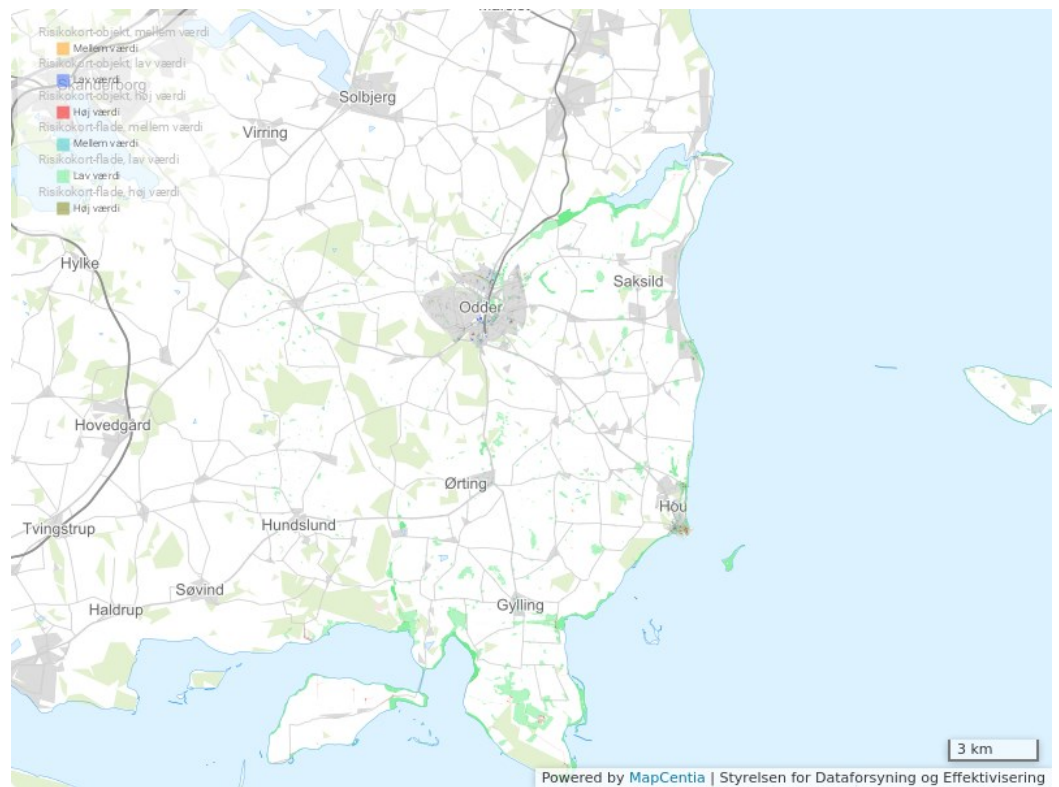 Risikokort-objekt, mellem værdi
Mellem værdi
Risikokort-objekt, lav værdi
Lav værdi
Skanderborg
Risikokort-objekt, høj værdi
Høj værdi
Risikokort-flade, mellem værdi
Mellem værdi
Risikokort-flade, lav værdi
Lav værdi
Risikokort-flade, høj værdi
Høj værdi
Solbjerg
Virring
Hylke
Saksild
Odder
Hovedgård
Ørting
Hou
Tvingstrup
Hundslund
Søvind
Gylling
Haldrup
3 km
Powered by MapCentia | Styrelsen for Dataforsyning og Effektivisering